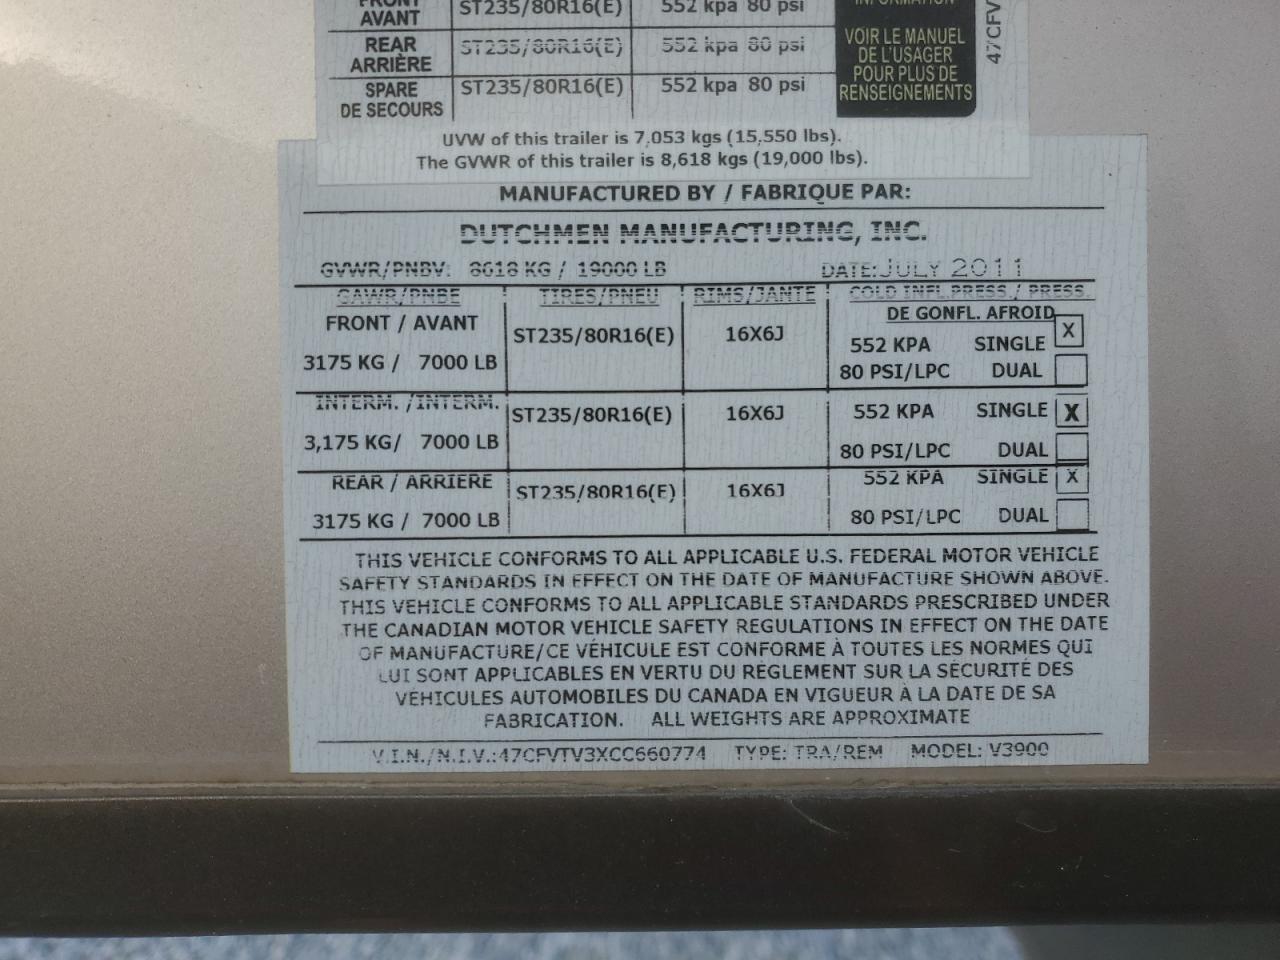 FRONT ST235/80R16(E) 552 kpa 80 psi INFORMATION
AVANT
REAR ST235/80R16(E) 552 kpa 80 psi
ARRIÈRE
SPARE ST235/80R16(E) 552 kpa 80 psi
DE SECOURS
VOIR LE MANUEL
DE L'USAGER
POUR PLUS DE
RENSEIGNEMENTS
47CFV
UVW of this trailer is 7,053 kgs (15,550 lbs).
The GVWR of this trailer is 8,618 kgs (19,000 lbs).
MANUFACTURED BY / FABRIQUE PAR:
DUTCHMEN MANUFACTURING, INC.
GVWR/PNBV: 8618 KG / 19000 LB DATE: JULY 2011
GAWR/PNBE TIRES/PNEU RIMS/JANTE COLD INFL.PRESS./ PRESS.
DE GONFL. AFROID
FRONT / AVANT ST235/80R16(E) 16X6J 552 KPA SINGLE X
3175 KG / 7000 LB 80 PSI/LPC DUAL
INTERM. /INTERM. ST235/80R16(E) 16X6J 552 KPA SINGLE X
3,175 KG/ 7000 LB 80 PSI/LPC DUAL
REAR / ARRIERE ST235/80R16(E) 16X6J 552 KPA SINGLE X
3175 KG / 7000 LB 80 PSI/LPC DUAL
THIS VEHICLE CONFORMS TO ALL APPLICABLE U.S. FEDERAL MOTOR VEHICLE
SAFETY STANDARDS IN EFFECT ON THE DATE OF MANUFACTURE SHOWN ABOVE.
THIS VEHICLE CONFORMS TO ALL APPLICABLE STANDARDS PRESCRIBED UNDER
THE CANADIAN MOTOR VEHICLE SAFETY REGULATIONS IN EFFECT ON THE DATE
OF MANUFACTURE/CE VÉHICULE EST CONFORME À TOUTES LES NORMES QUI
LUI SONT APPLICABLES EN VERTU DU RÈGLEMENT SUR LA SÉCURITÉ DES
VÉHICULES AUTOMOBILES DU CANADA EN VIGUEUR À LA DATE DE SA
FABRICATION. ALL WEIGHTS ARE APPROXIMATE
V.I.N./N.I.V.:47CFVTV3XCC660774 TYPE: TRA/REM MODEL: V3900